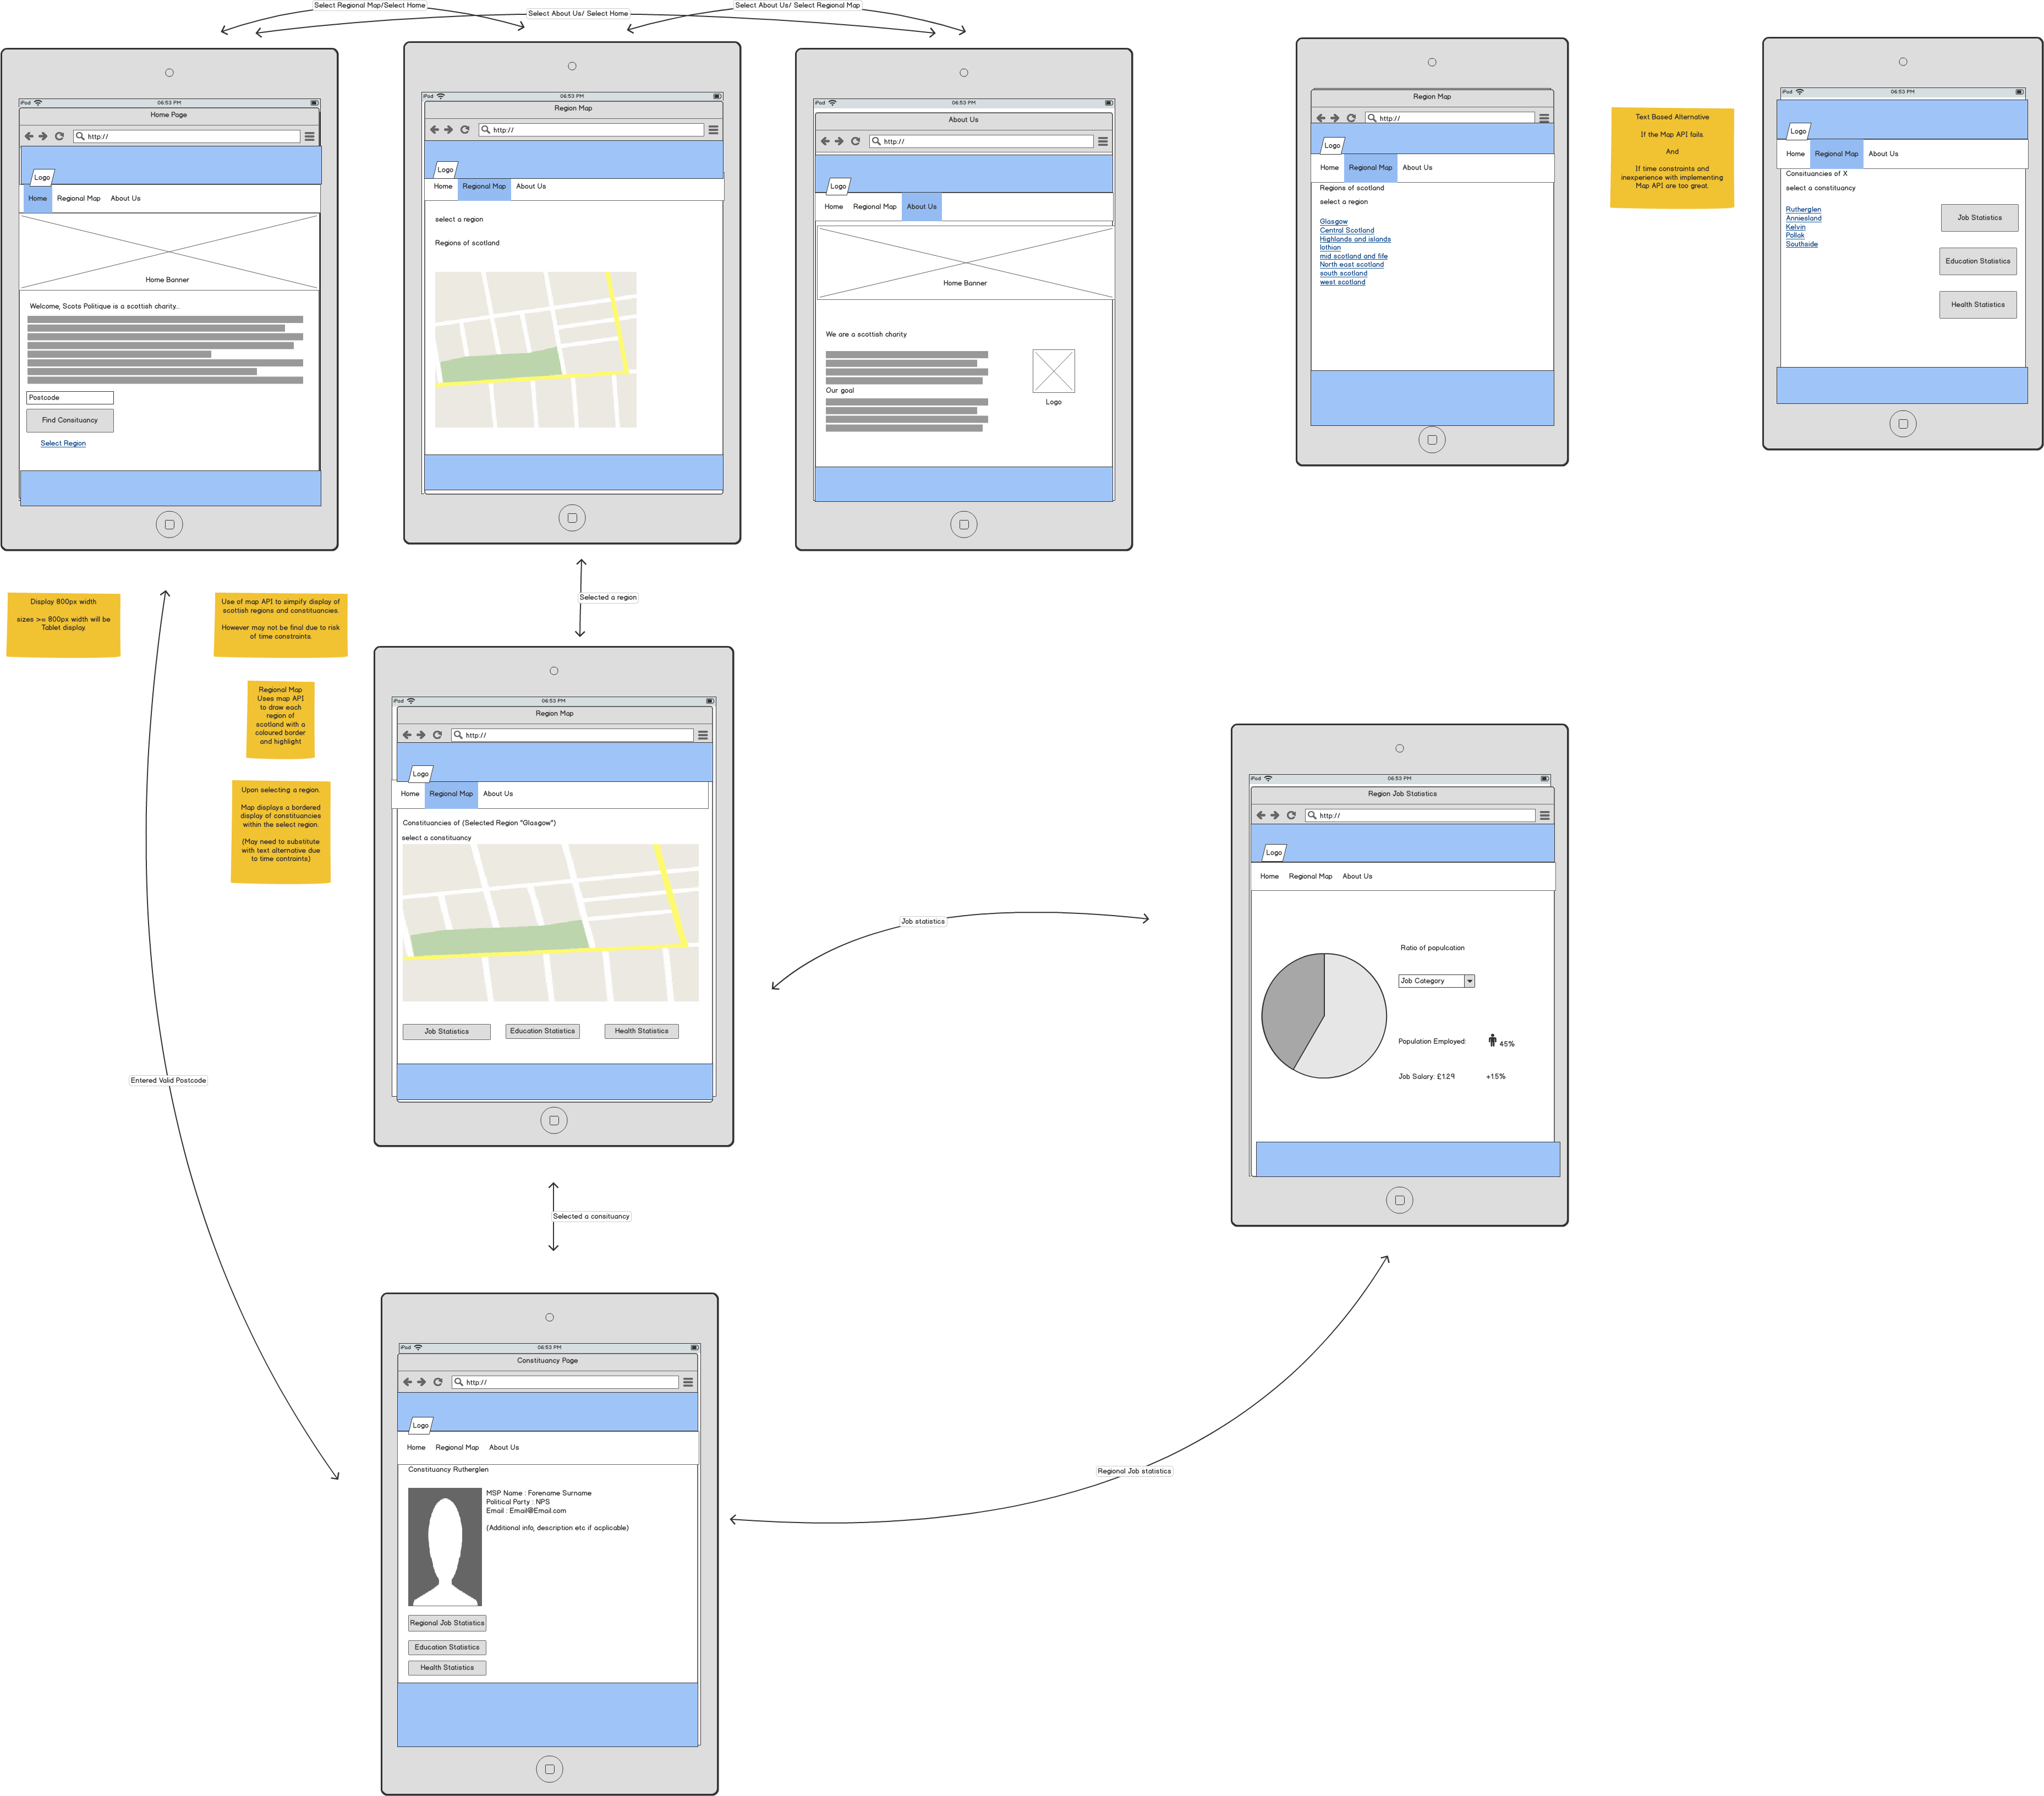 Select Regional Map/Select Home
Select About Us/ Select Home
Select About Us/ Select Regional Map
iPod
06:53 PM
Home Page
http://
Logo
Home
Regional Map
About Us
Home Banner
Welcome, Scots Politique is a scottish charity...
Postcode
Find Consituancy
Select Region
iPod
06:53 PM
Region Map
http://
Logo
Home
Regional Map
About Us
select a region
Regions of scotland
iPod
06:53 PM
About Us
http://
Logo
Home
Regional Map
About Us
Home Banner
We are a scottish charity
Our goal
Logo
Region Map
http://
Logo
Home
Regional Map
About Us
Regions of scotland
select a region
Glasgow
Central Scotland
Highlands and islands
lothian
mid scotland and fife
North east scotland
south scotland
west scotland
Text Based Alternative
If the Map API fails.
And
If time constraints and
inexperience with implementing
Map API are too great.
iPod
06:53 PM
Logo
Home
Regional Map
About Us
Consituancies of X
select a constituancy
Rutherglen
Anniesland
Kelvin
Pollok
Southside
Job Statistics
Education Statistics
Health Statistics
Display 800px width
sizes >= 800px width will be
Tablet display.
Use of map API to simpify display of
scottish regions and constituancies.
However may not be final due to risk
of time constraints.
Regional Map
Uses map API
to draw each
region of
scotland with a
coloured border
and highlight
Upon selecting a region.
Map displays a bordered
display of constituancies
within the select region.
(May need to substitute
with text alternative due
to time contraints)
Selected a region
iPod
06:53 PM
Region Map
http://
Logo
Home
Regional Map
About Us
Constituancies of (Selected Region "Glasgow")
select a constituancy
Job Statistics
Education Statistics
Health Statistics
Job statistics
iPod
06:53 PM
Region Job Statistics
http://
Logo
Home
Regional Map
About Us
Ratio of populcation
Job Category
Population Employed:
45%
Job Salary: £129
+15%
Entered Valid Postcode
Selected a consituancy
iPod
06:53 PM
Constituancy Page
http://
Logo
Home
Regional Map
About Us
Constituancy Rutherglen
MSP Name : Forename Surname
Political Party : NPS
Email : Email@Email.com
(Additional info, description etc if acplicable)
Regional Job Statistics
Education Statistics
Health Statistics
Regional Job statistics